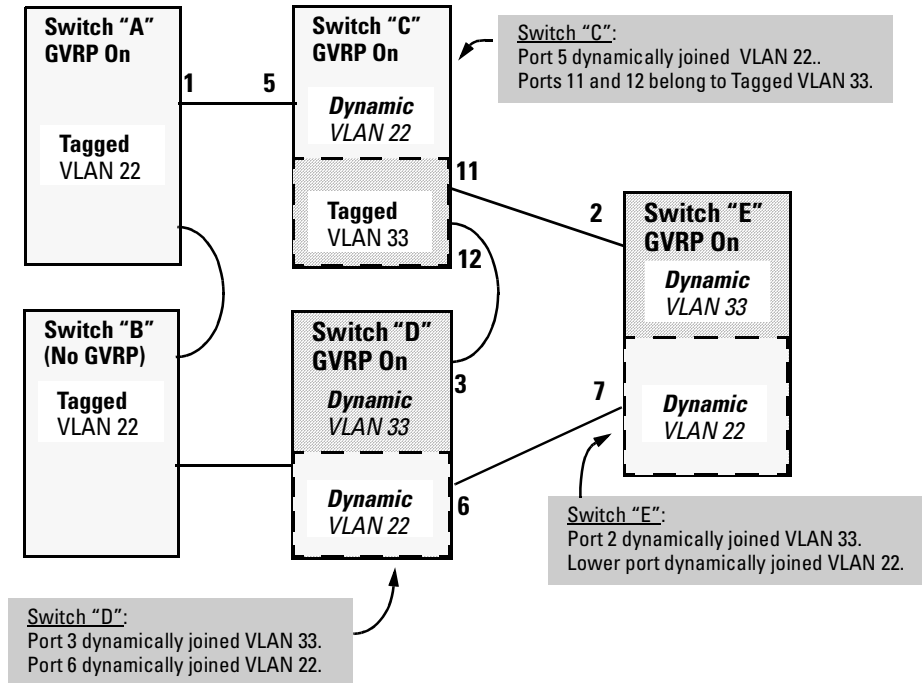 Switch “A”
GVRP On
1
Tagged
VLAN 22
5
Switch “C”
GVRP On
Dynamic
VLAN 22
11
Tagged
VLAN 33
12
Switch “C”:
Port 5 dynamically joined VLAN 22..
Ports 11 and 12 belong to Tagged VLAN 33.
2
Switch “E”
GVRP On
Dynamic
VLAN 33
7
Dynamic
VLAN 22
Switch “B”
(No GVRP)
Tagged
VLAN 22
Switch “D”
GVRP On
3
Dynamic
VLAN 33
Dynamic
VLAN 22
6
Switch “E”:
Port 2 dynamically joined VLAN 33.
Lower port dynamically joined VLAN 22.
Switch “D”:
Port 3 dynamically joined VLAN 33.
Port 6 dynamically joined VLAN 22.